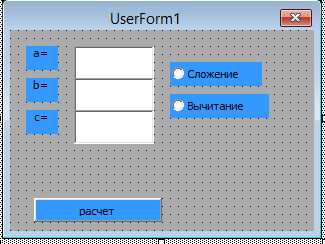 UserForm1
a=
Сложение
b=
Вычитание
c=
расчет